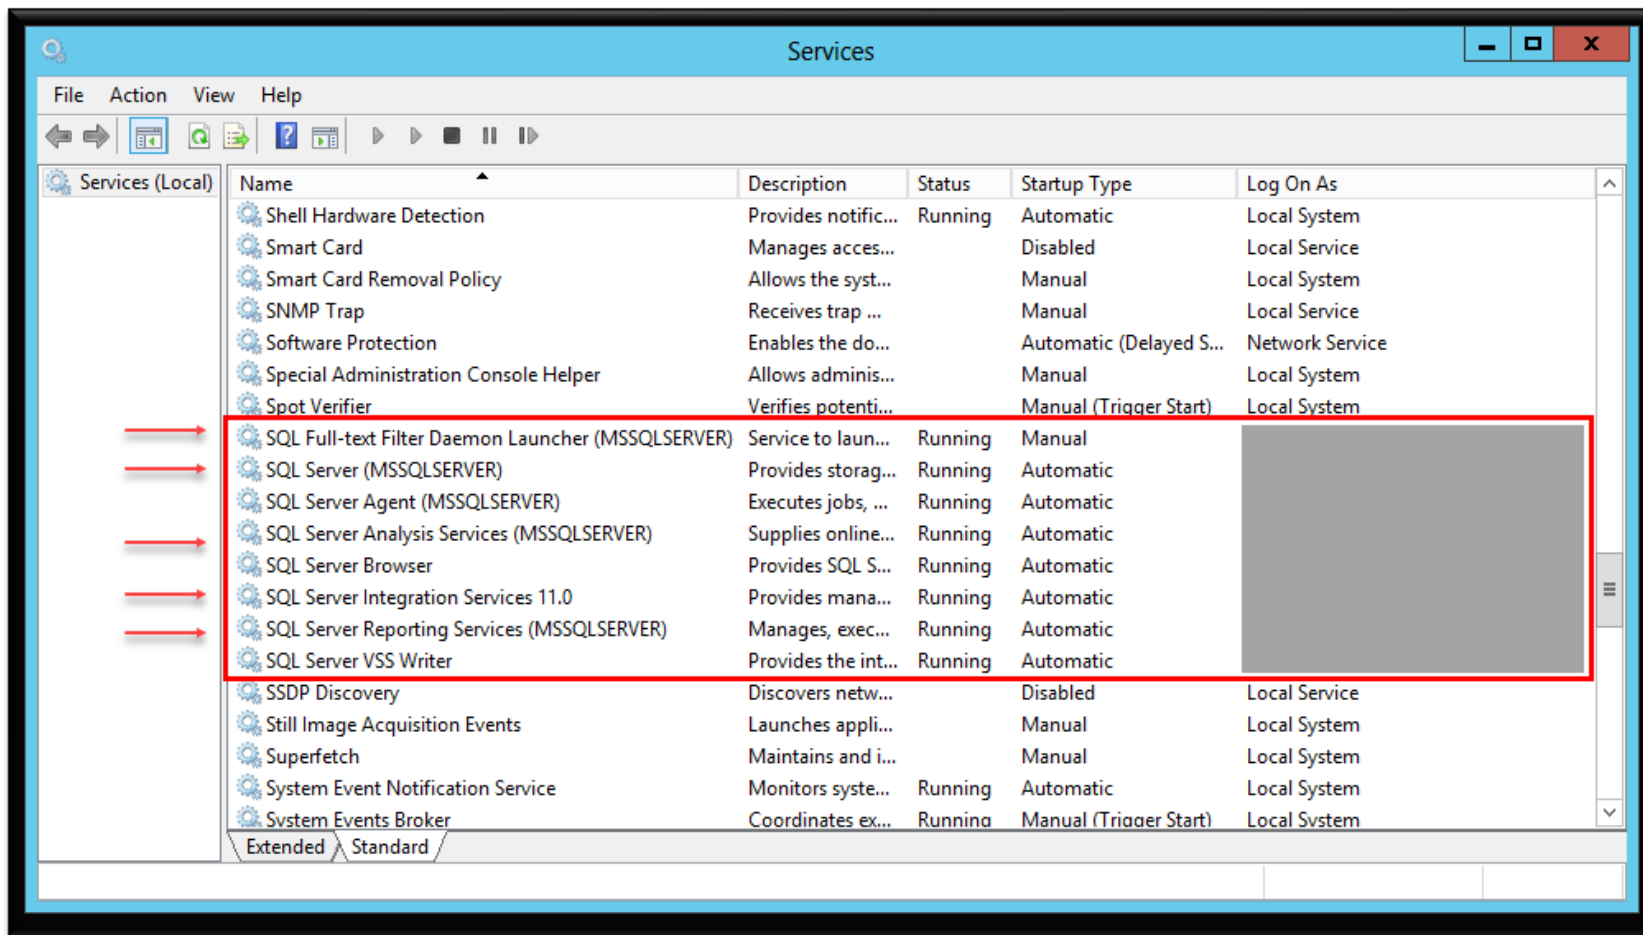 Services
File Action View Help
Services (Local)
Name Description Status Startup Type Log On As
Shell Hardware Detection Provides notific... Running Automatic Local System
Smart Card Manages acces... Disabled Local Service
Smart Card Removal Policy Allows the syst... Manual Local System
SNMP Trap Receives trap ... Manual Local Service
Software Protection Enables the do... Automatic (Delayed S... Network Service
Special Administration Console Helper Allows adminis... Manual Local System
Spot Verifier Verifies potenti... Manual (Trigger Start) Local System
SQL Full-text Filter Daemon Launcher (MSSQLSERVER) Service to laun... Running Manual
SQL Server (MSSQLSERVER) Provides storag... Running Automatic
SQL Server Agent (MSSQLSERVER) Executes jobs, ... Running Automatic
SQL Server Analysis Services (MSSQLSERVER) Supplies online... Running Automatic
SQL Server Browser Provides SQL S... Running Automatic
SQL Server Integration Services 11.0 Provides mana... Running Automatic
SQL Server Reporting Services (MSSQLSERVER) Manages, exec... Running Automatic
SQL Server VSS Writer Provides the int... Running Automatic
SSDP Discovery Discovers netw... Disabled Local Service
Still Image Acquisition Events Launches appli... Manual Local System
Superfetch Maintains and i... Manual Local System
System Event Notification Service Monitors syste... Running Automatic Local System
System Events Broker Coordinates ex... Running Manual (Trigger Start) Local System
Extended Standard